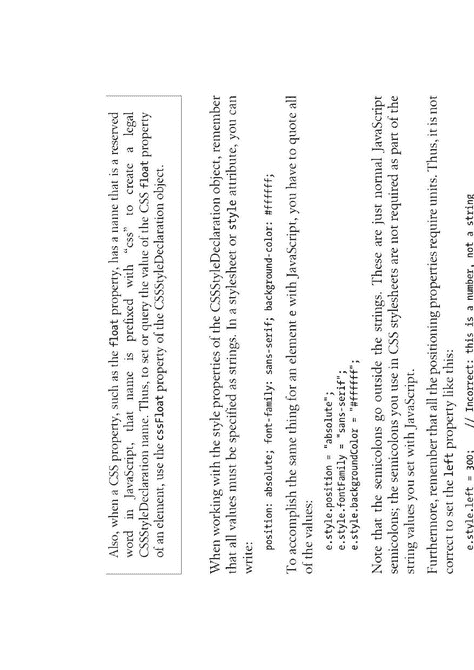 Also, when a CSS property, such as the float property, has a name that is a reserved
word in JavaScript, that name is prefixed with “css” to create a legal
CSSStyleDeclaration name. Thus, to set or query the value of the CSS float property
of an element, use the cssFloat property of the CSSStyleDeclaration object.
When working with the style properties of the CSSStyleDeclaration object, remember
that all values must be specified as strings. In a stylesheet or style attribute, you can
write:
position: absolute; font-family: sans-serif; background-color: #ffffff;
To accomplish the same thing for an element e with JavaScript, you have to quote all
of the values:
e.style.position = "absolute";
e.style.fontFamily = "sans-serif";
e.style.backgroundColor = "#ffffff";
Note that the semicolons go outside the strings. These are just normal JavaScript
semicolons; the semicolons you use in CSS stylesheets are not required as part of the
string values you set with JavaScript.
Furthermore, remember that all the positioning properties require units. Thus, it is not
correct to set the left property like this:
e.style.left = 300; // Incorrect: this is a number, not a string